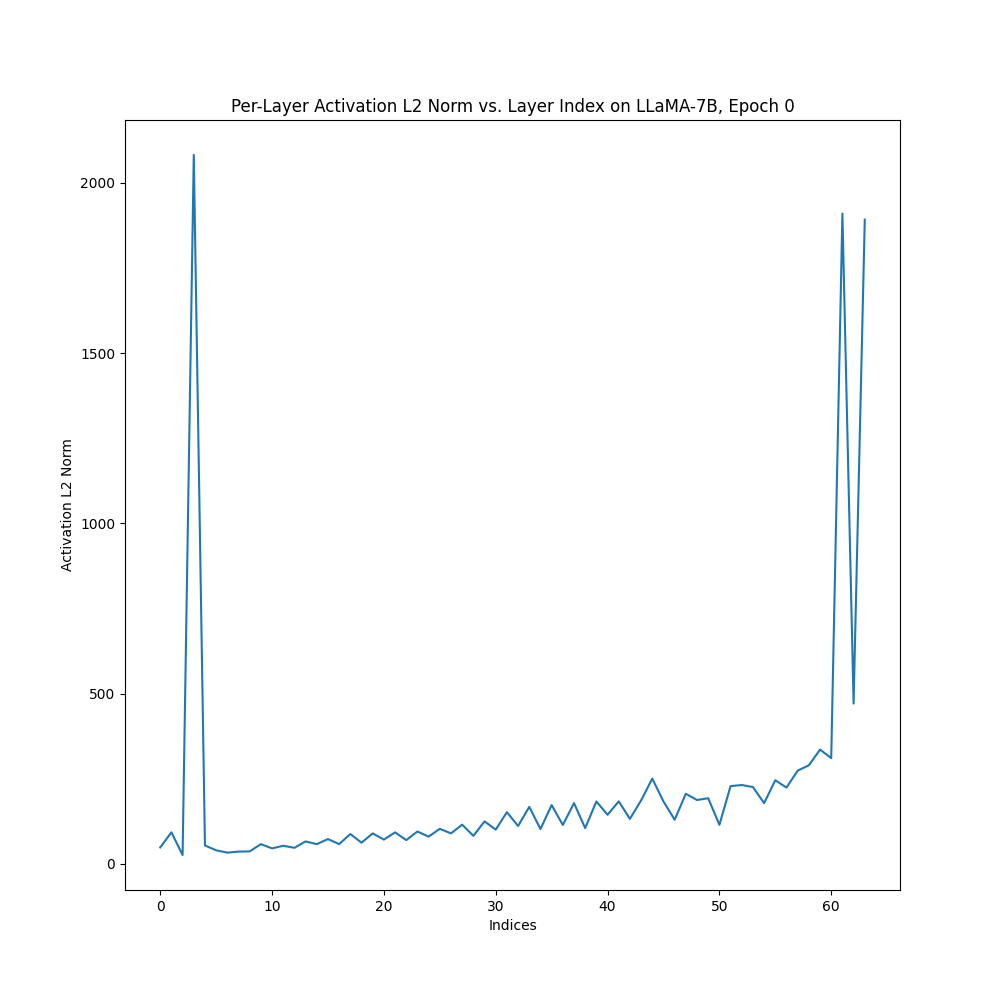 Per-Layer Activation L2 Norm vs. Layer Index on LLaMA-7B, Epoch 0
2000
1500
1000
500
0
Activation L2 Norm
0 10 20 30 40 50 60
Indices